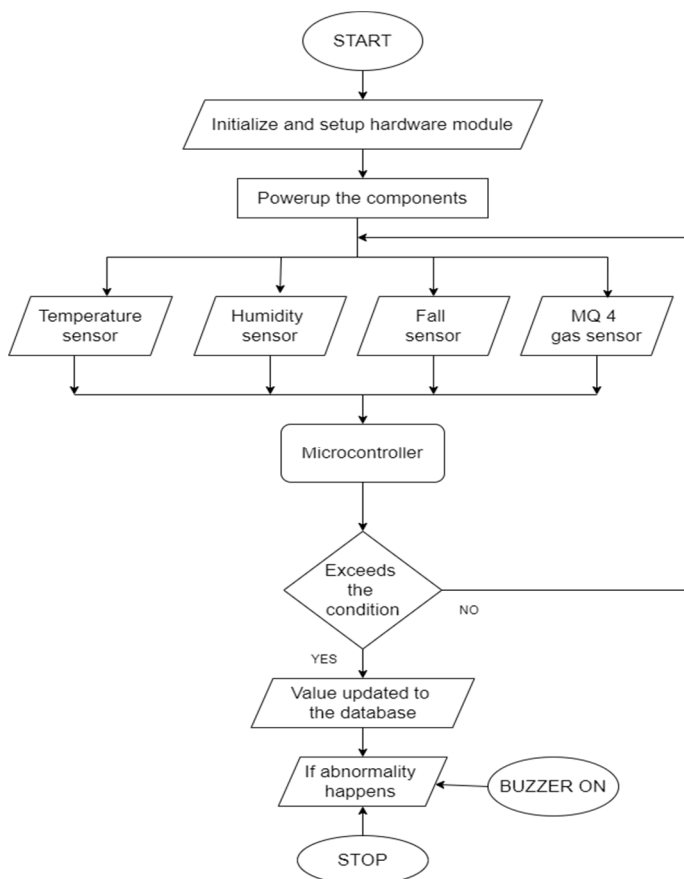 START
Initialize and setup hardware module
Powerup the components
Temperature
sensor
Humidity
sensor
Fall
sensor
MQ 4
gas sensor
Microcontroller
Exceeds
the
condition
NO
YES
Value updated to
the database
If abnormality
happens
BUZZER ON
STOP